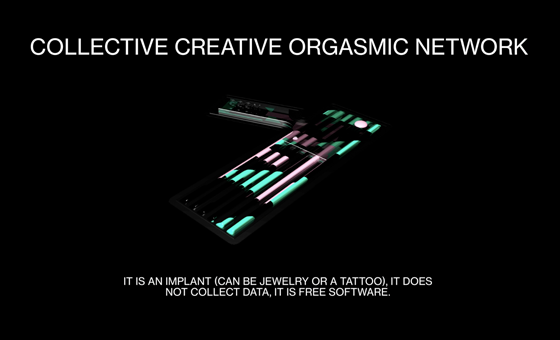 COLLECTIVE CREATIVE ORGASMIC NETWORK
IT IS AN IMPLANT (CAN BE JEWELRY OR A TATTOO), IT DOES
NOT COLLECT DATA, IT IS FREE SOFTWARE.